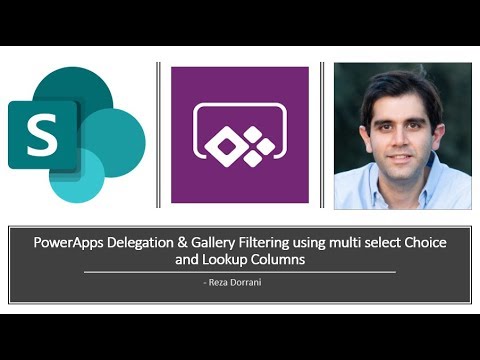 S
PowerApps Delegation & Gallery Filtering using multi select Choice
and Lookup Columns
- Reza Dorrani